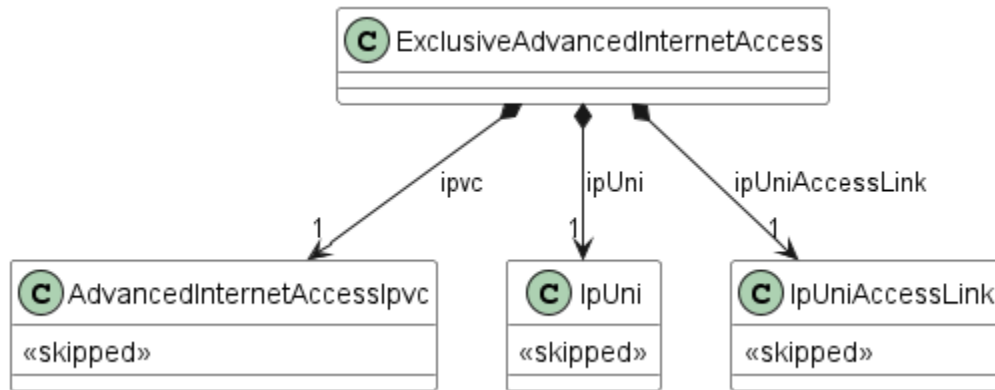 C ExclusiveAdvancedInternetAccess
ipvc
ipUni
ipUniAccessLink
1
1
1
C AdvancedInternetAccessIpvc
C IpUni
C IpUniAccessLink
«skipped»
«skipped»
«skipped»